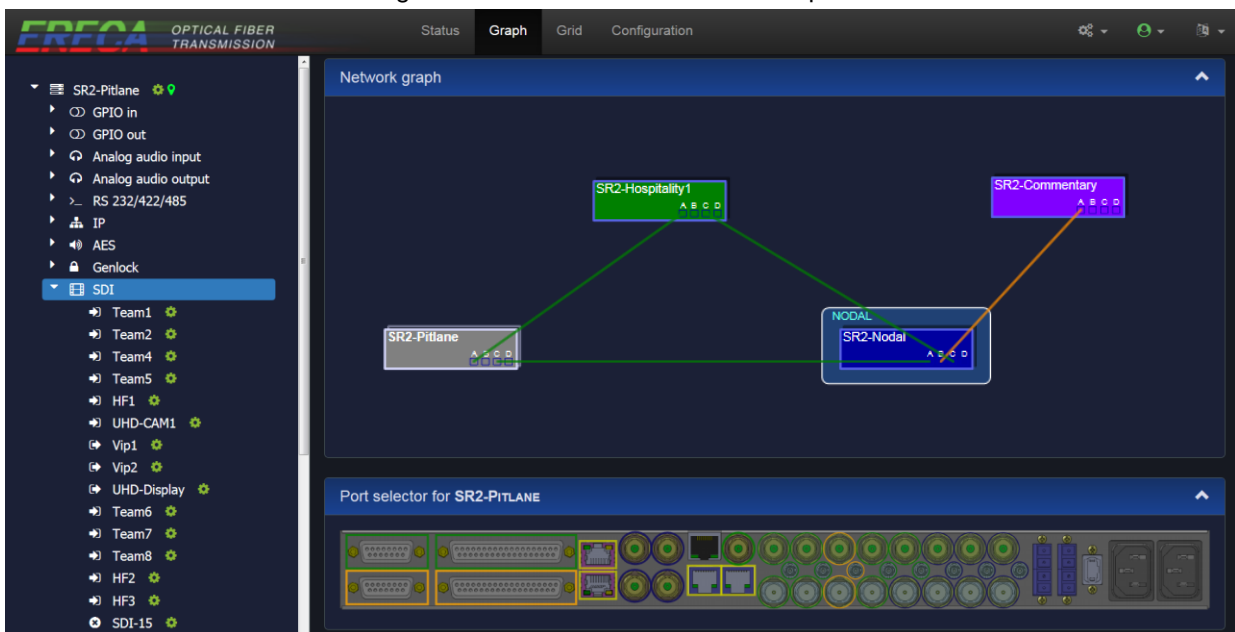 ERECA OPTICAL FIBER
TRANSMISSION
Status Graph Grid Configuration
SR2-Pitlane
GPIO in
GPIO out
Analog audio input
Analog audio output
RS 232/422/485
IP
AES
Genlock
SDI
Team1
Team2
Team4
Team5
HF1
UHD-CAM1
Vip1
Vip2
UHD-Display
Team6
Team7
Team8
HF2
HF3
SDI-15
Network graph
SR2-Hospitality1
A B C D
SR2-Commentary
A B C D
SR2-Pitlane
A B C D
NODAL
SR2-Nodal
A B C D
Port selector for SR2-PITLANE